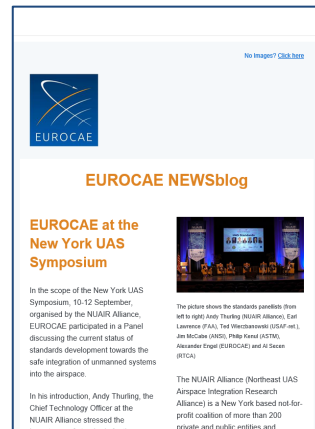 No Images? Click here
EUROCAE
EUROCAE NEWSblog
EUROCAE at the
New York UAS
Symposium
In the scope of the New York UAS
Symposium, 10-12 September,
organised by the NUAIR Alliance,
EUROCAE participated in a Panel
discussing the current status of
standards development towards the
safe integration of unmanned systems
into the airspace.
In his introduction, Andy Thurling, the
Chief Technology Officer at the
NUAIR Alliance stressed the
The picture shows the standards panellists (from
left to right) Andy Thurling (NUAIR Alliance), Earl
Lawrence (FAA), Ted Wierzbanowski (USAF-ret.),
Jim McCabe (ANSI), Philip Kenul (ASTM),
Alexander Engel (EUROCAE) and Al Secen
(RTCA)
The NUAIR Alliance (Northeast UAS
Airspace Integration Research
Alliance) is a New York based not-for-
profit coalition of more than 200
private and public entities and